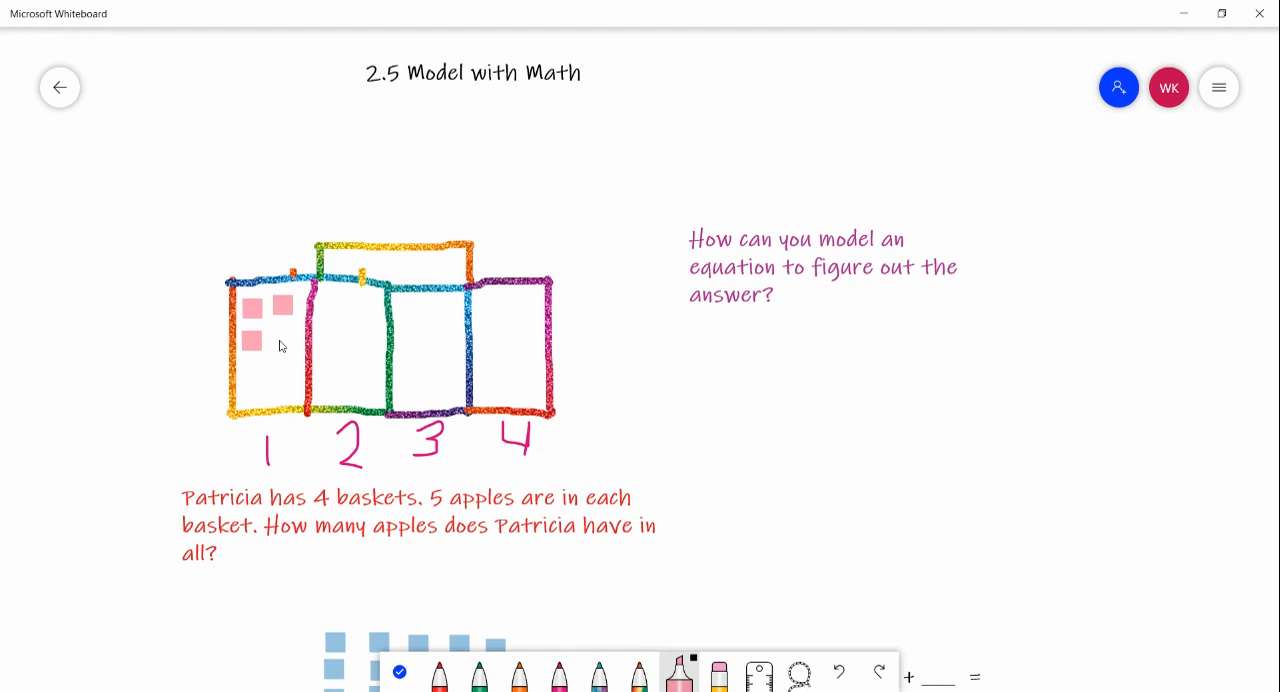 Microsoft Whiteboard
2.5 Model with Math
WK
How can you model an
equation to figure out the
answer?
1 2 3 4
Patricia has 4 baskets. 5 apples are in each
basket. How many apples does Patricia have in
all?
+ ___ =